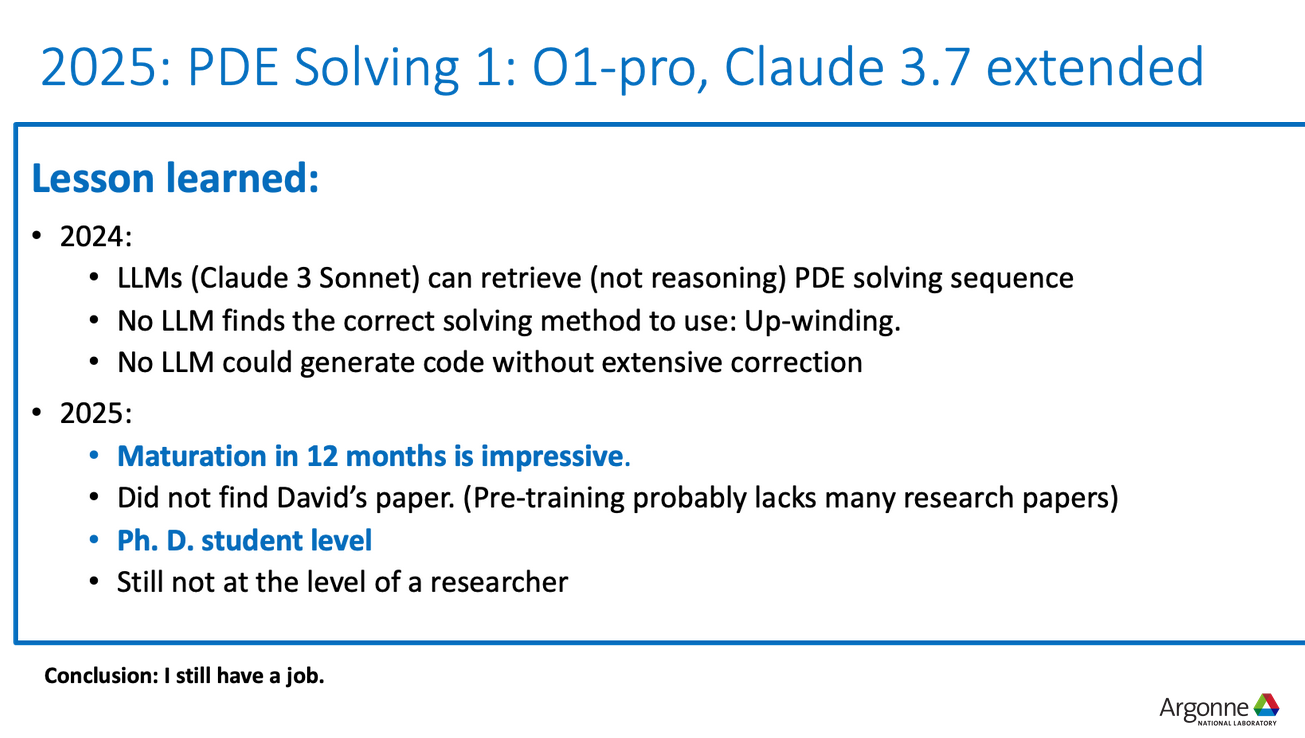 2025: PDE Solving 1: O1-pro, Claude 3.7 extended
Lesson learned:
• 2024:
• LLMs (Claude 3 Sonnet) can retrieve (not reasoning) PDE solving sequence
• No LLM finds the correct solving method to use: Up-winding.
• No LLM could generate code without extensive correction
• 2025:
• Maturation in 12 months is impressive.
• Did not find David's paper. (Pre-training probably lacks many research papers)
• Ph. D. student level
• Still not at the level of a researcher
Conclusion: I still have a job.
Argonne
NATIONAL LABORATORY